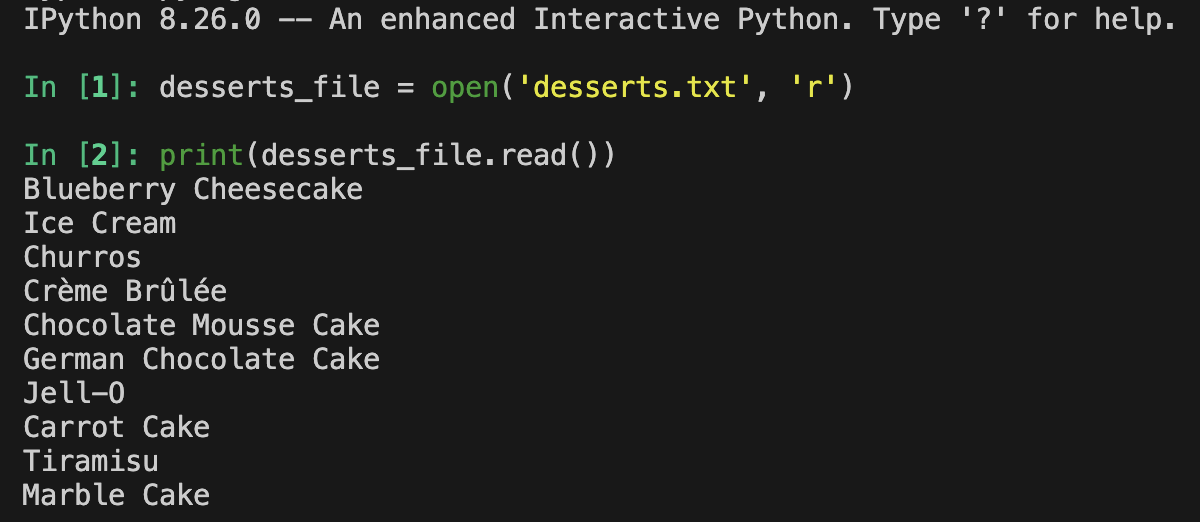 IPython 8.26.0 -- An enhanced Interactive Python. Type '?' for help.
In [1]: desserts_file = open('desserts.txt', 'r')
In [2]: print(desserts_file.read())
Blueberry Cheesecake
Ice Cream
Churros
Crème Brûlée
Chocolate Mousse Cake
German Chocolate Cake
Jell-O
Carrot Cake
Tiramisu
Marble Cake